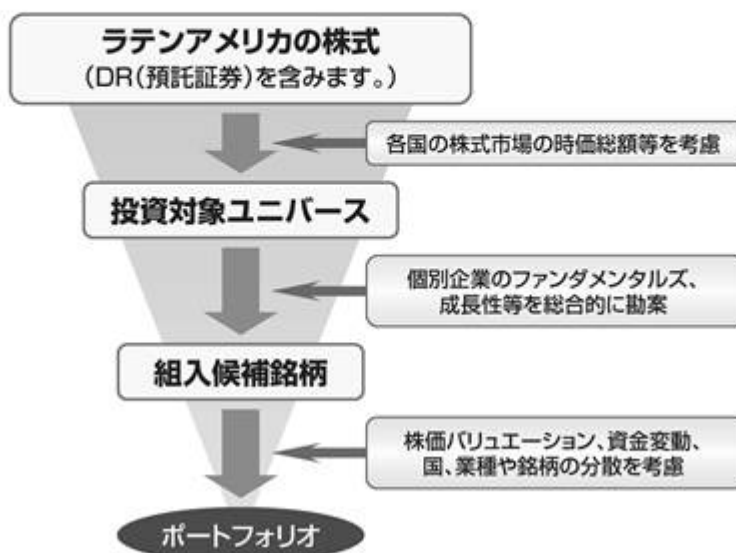 ラテンアメリカの株式
(DR(預託証券)を含みます。)
各国の株式市場の時価総額等を考慮
投資対象ユニバース
個別企業のファンダメンタルズ、
成長性等を総合的に勘案
組入候補銘柄
株価バリュエーション、資金変動、
国、業種や銘柄の分散を考慮
ポートフォリオ